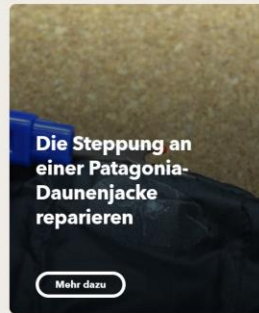 Die Steppung an
einer Patagonia-
Daunenjacke
reparieren
Mehr dazu